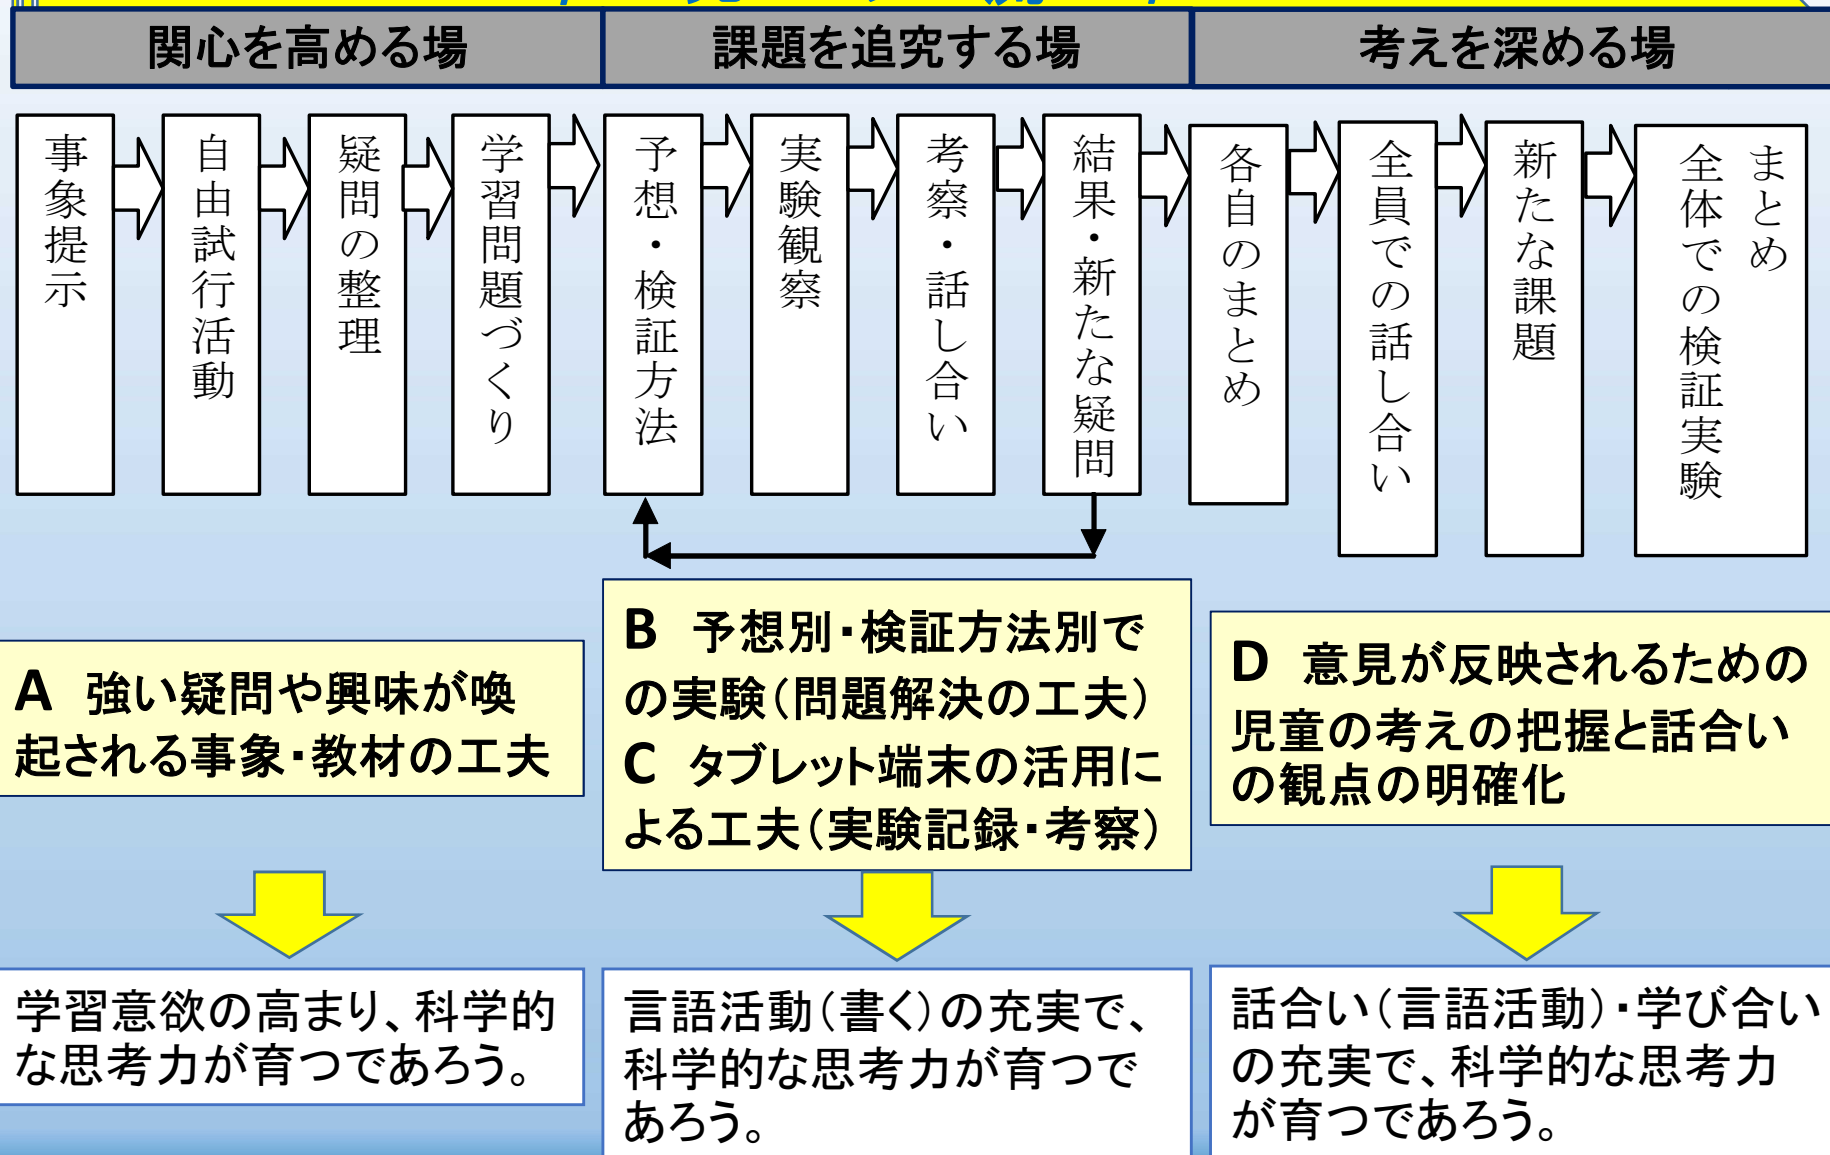 関心を高める場
課題を追究する場
考えを深める場
事象提示
自由試行活動
疑問の整理
学習問題づくり
予想・検証方法
実験観察
考察・話し合い
結果・新たな疑問
各自のまとめ
全員での話し合い
新たな課題
まとめ
全体での検証実験
A 強い疑問や興味が喚
起される事象・教材の工夫
B 予想別・検証方法別で
の実験（問題解決の工夫）
C タブレット端末の活用に
よる工夫（実験記録・考察）
D 意見が反映されるための
児童の考えの把握と話合い
の観点の明確化
学習意欲の高まり、科学的
な思考力が育つであろう。
言語活動（書く）の充実で、
科学的な思考力が育つで
あろう。
話合い（言語活動）・学び合い
の充実で、科学的な思考力
が育つであろう。